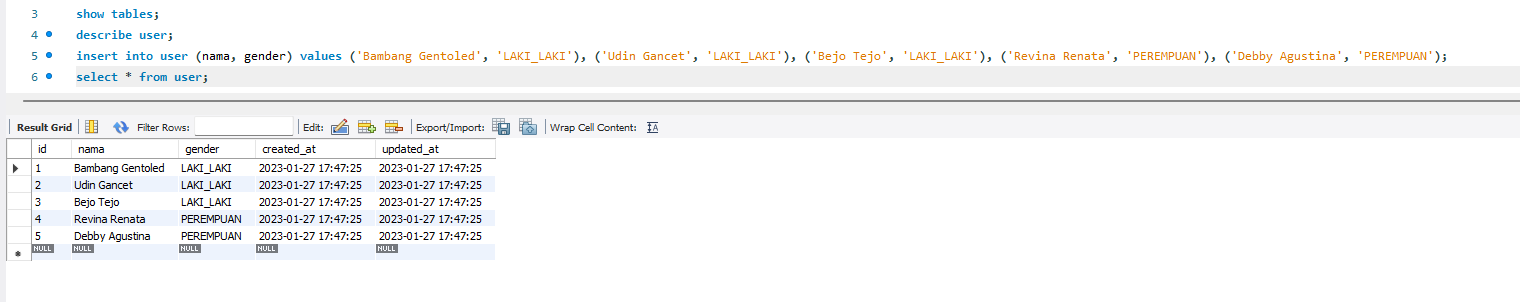 3 show tables;
4 describe user;
5 insert into user (nama, gender) values ('Bambang Gentoled', 'LAKI_LAKI'), ('Udin Gancet', 'LAKI_LAKI'), ('Bejo Tejo', 'LAKI_LAKI'), ('Revina Renata', 'PEREMPUAN'), ('Debby Agustina', 'PEREMPUAN');
6 select * from user;
Result Grid Filter Rows: Edit: Export/Import: Wrap Cell Content: IA
id nama gender created_at updated_at
1 Bambang Gentoled LAKI_LAKI 2023-01-27 17:47:25 2023-01-27 17:47:25
2 Udin Gancet LAKI_LAKI 2023-01-27 17:47:25 2023-01-27 17:47:25
3 Bejo Tejo LAKI_LAKI 2023-01-27 17:47:25 2023-01-27 17:47:25
4 Revina Renata PEREMPUAN 2023-01-27 17:47:25 2023-01-27 17:47:25
5 Debby Agustina PEREMPUAN 2023-01-27 17:47:25 2023-01-27 17:47:25
NULL NULL NULL NULL NULL